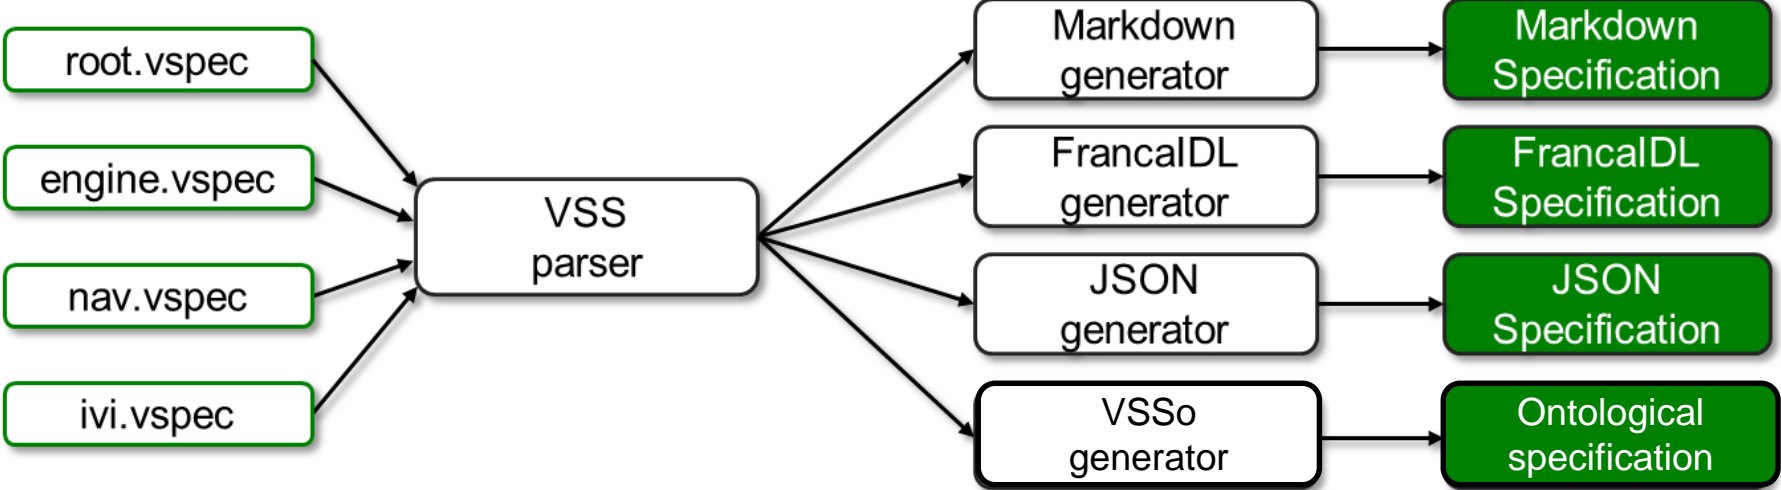 root.vspec
engine.vspec
nav.vspec
ivi.vspec
VSS
parser
Markdown
generator
FrancaIDL
generator
JSON
generator
VSSo
generator
Markdown
Specification
FrancaIDL
Specification
JSON
Specification
Ontological
specification